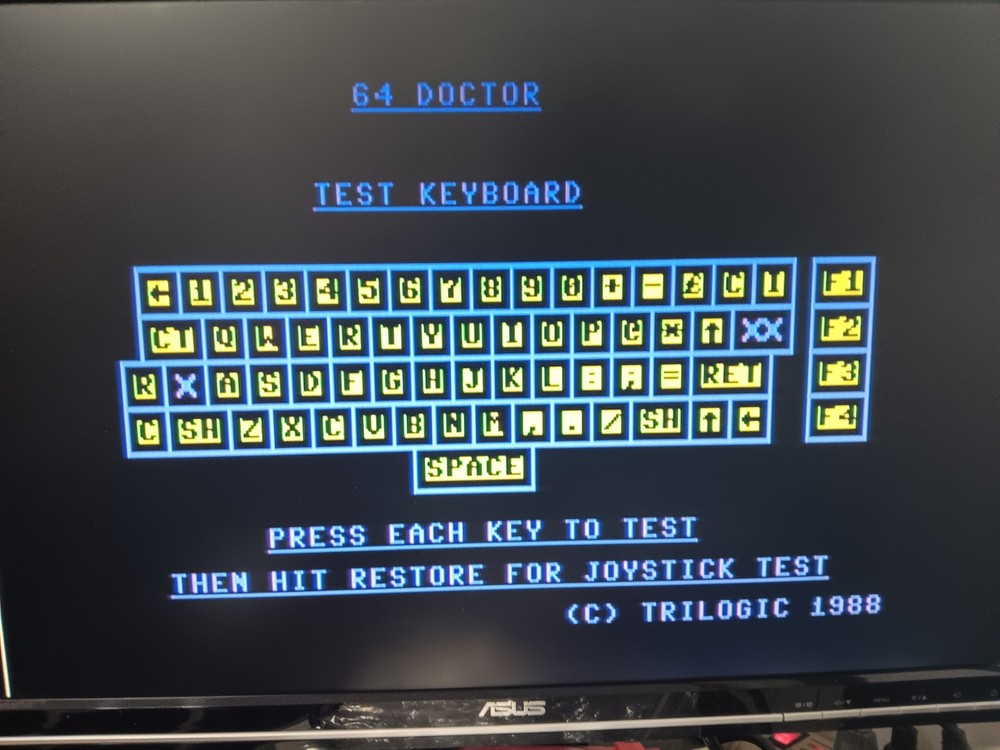 64 DOCTOR
TEST KEYBOARD
← 1 2 3 4 5 6 7 8 9 0 + - £ C I F1
CT Q W E R T Y U I O P @ * ↑ XX F2
R X A S D F G H J K L : ; = RET F3
C SH Z X C V B N M , . / SH ↑ ← F4
SPACE
PRESS EACH KEY TO TEST
THEN HIT RESTORE FOR JOYSTICK TEST
(C) TRILOGIC 1988
ASUS